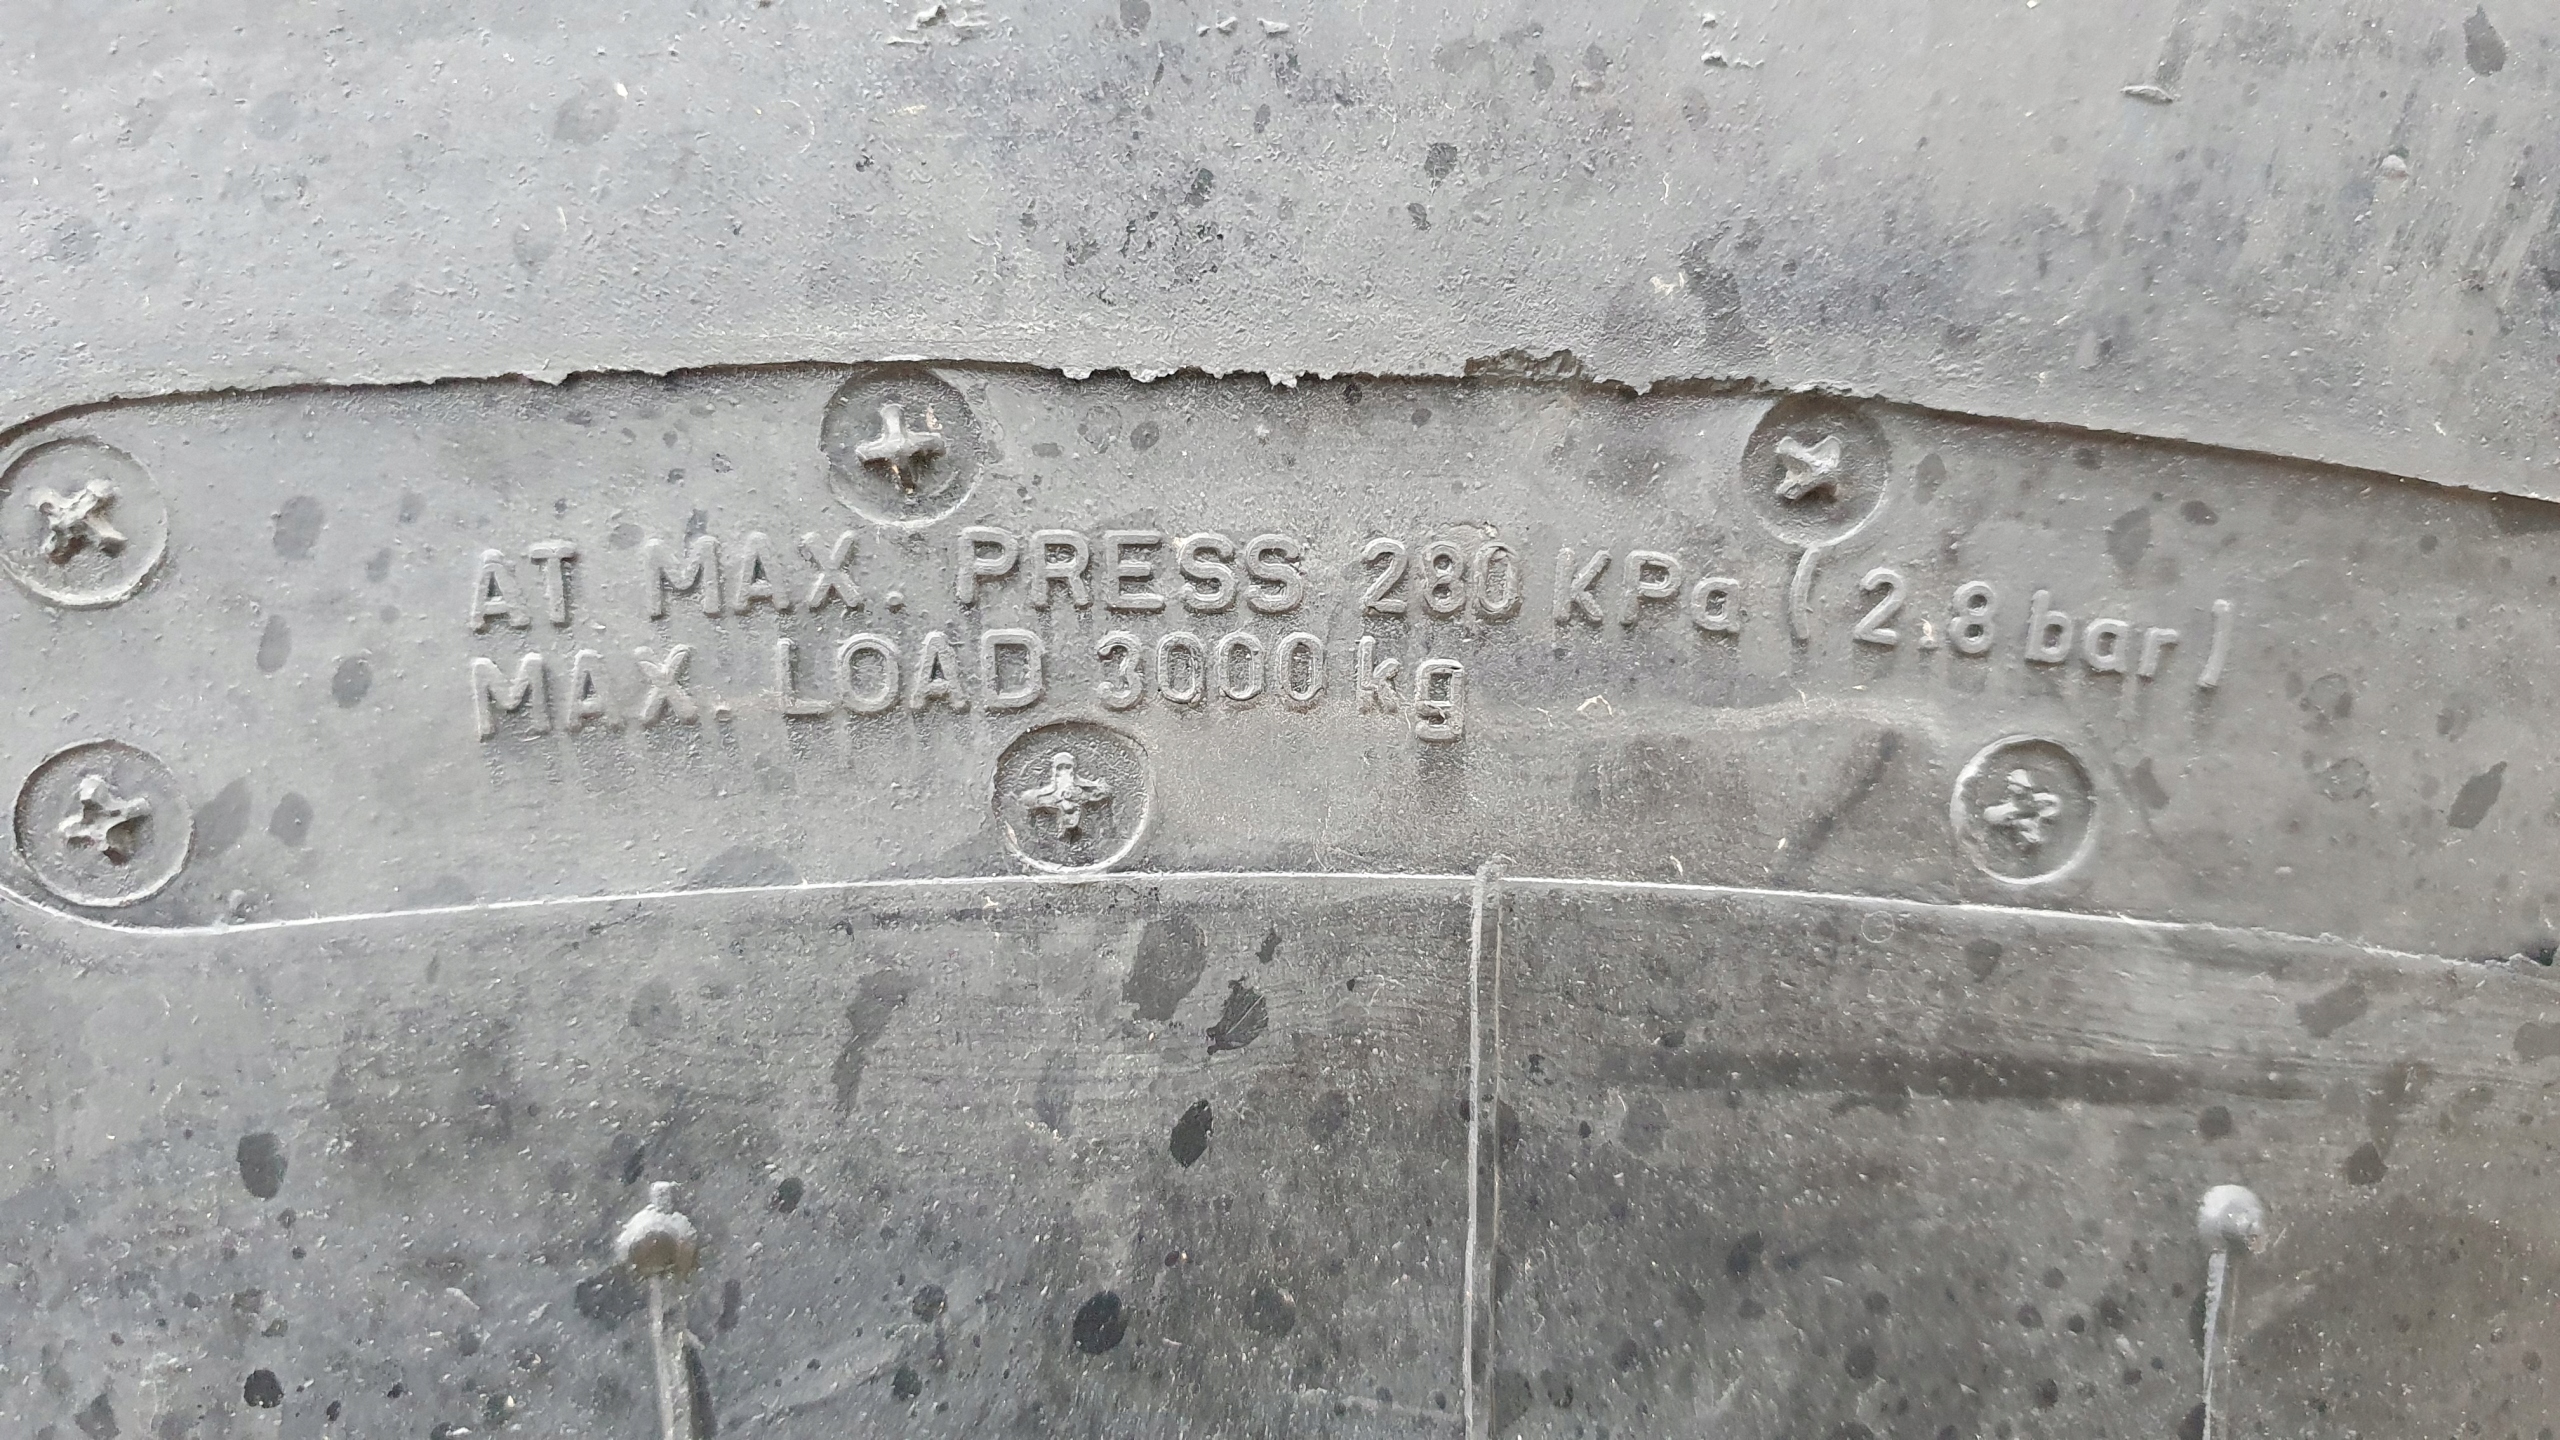 AT MAX. PRESS 280 KPa (2.8 bar)
MAX. LOAD 3000 kg